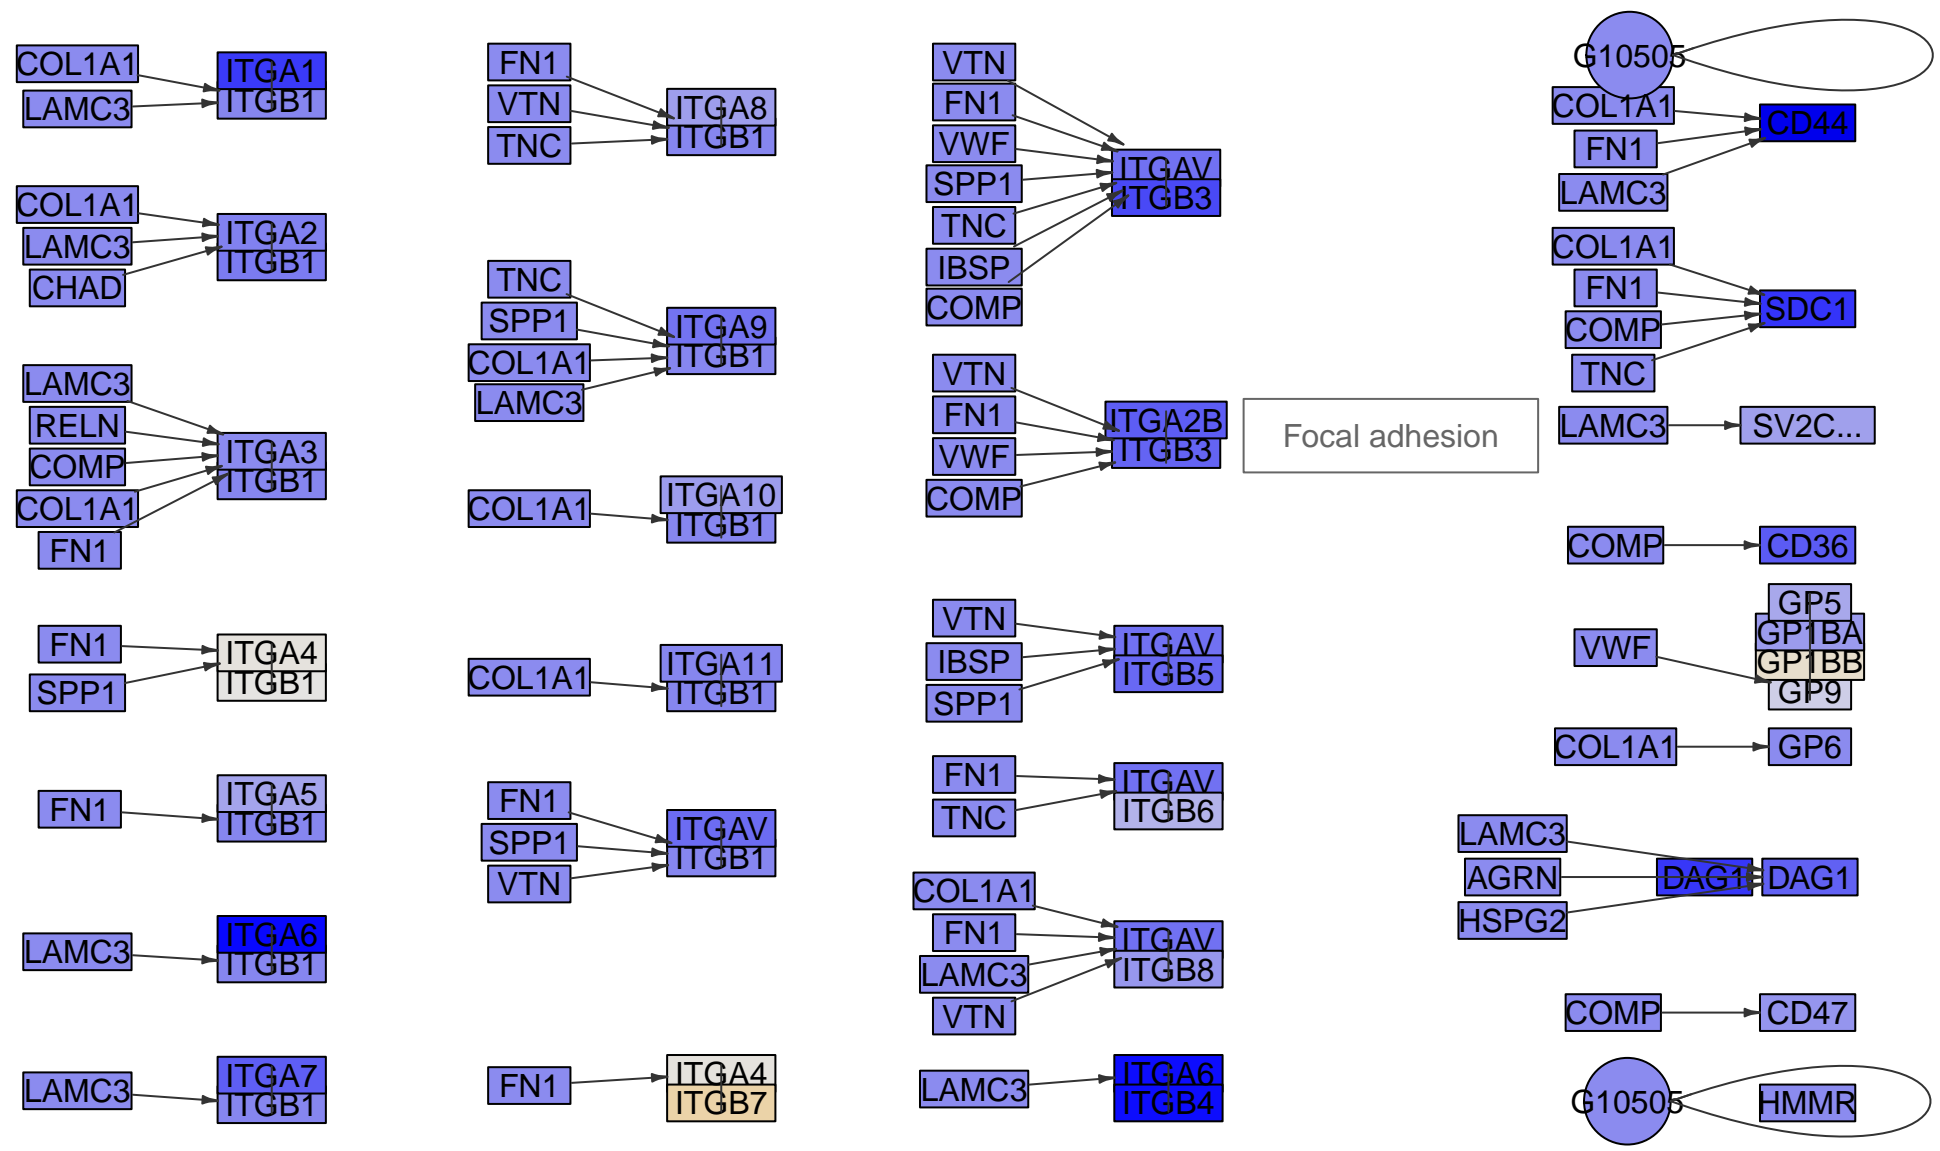 COL1A1
LAMC3
ITGA1
ITGB1
COL1A1
LAMC3
CHAD
ITGA2
ITGB1
LAMC3
RELN
COMP
COL1A1
FN1
ITGA3
ITGB1
FN1
SPP1
ITGA4
ITGB1
FN1
ITGA5
ITGB1
LAMC3
ITGA6
ITGB1
LAMC3
ITGA7
ITGB1
FN1
VTN
TNC
ITGA8
ITGB1
TNC
SPP1
COL1A1
LAMC3
ITGA9
ITGB1
COL1A1
ITGA10
ITGB1
COL1A1
ITGA11
ITGB1
FN1
SPP1
VTN
ITGAV
ITGB1
FN1
ITGA4
ITGB7
VTN
FN1
VWF
SPP1
TNC
IBSP
COMP
ITGAV
ITGB3
VTN
FN1
VWF
COMP
ITGA2B
ITGB3
Focal adhesion
VTN
IBSP
SPP1
ITGAV
ITGB5
FN1
TNC
ITGAV
ITGB6
COL1A1
FN1
LAMC3
VTN
ITGAV
ITGB8
LAMC3
ITGA6
ITGB4
G10505
COL1A1
FN1
LAMC3
CD44
COL1A1
FN1
COMP
TNC
SDC1
LAMC3
SV2C...
COMP
CD36
VWF
GP5
GP1BA
GP1BB
GP9
COL1A1
GP6
LAMC3
AGRN
HSPG2
DAG1
DAG1
COMP
CD47
G10505
HMMR